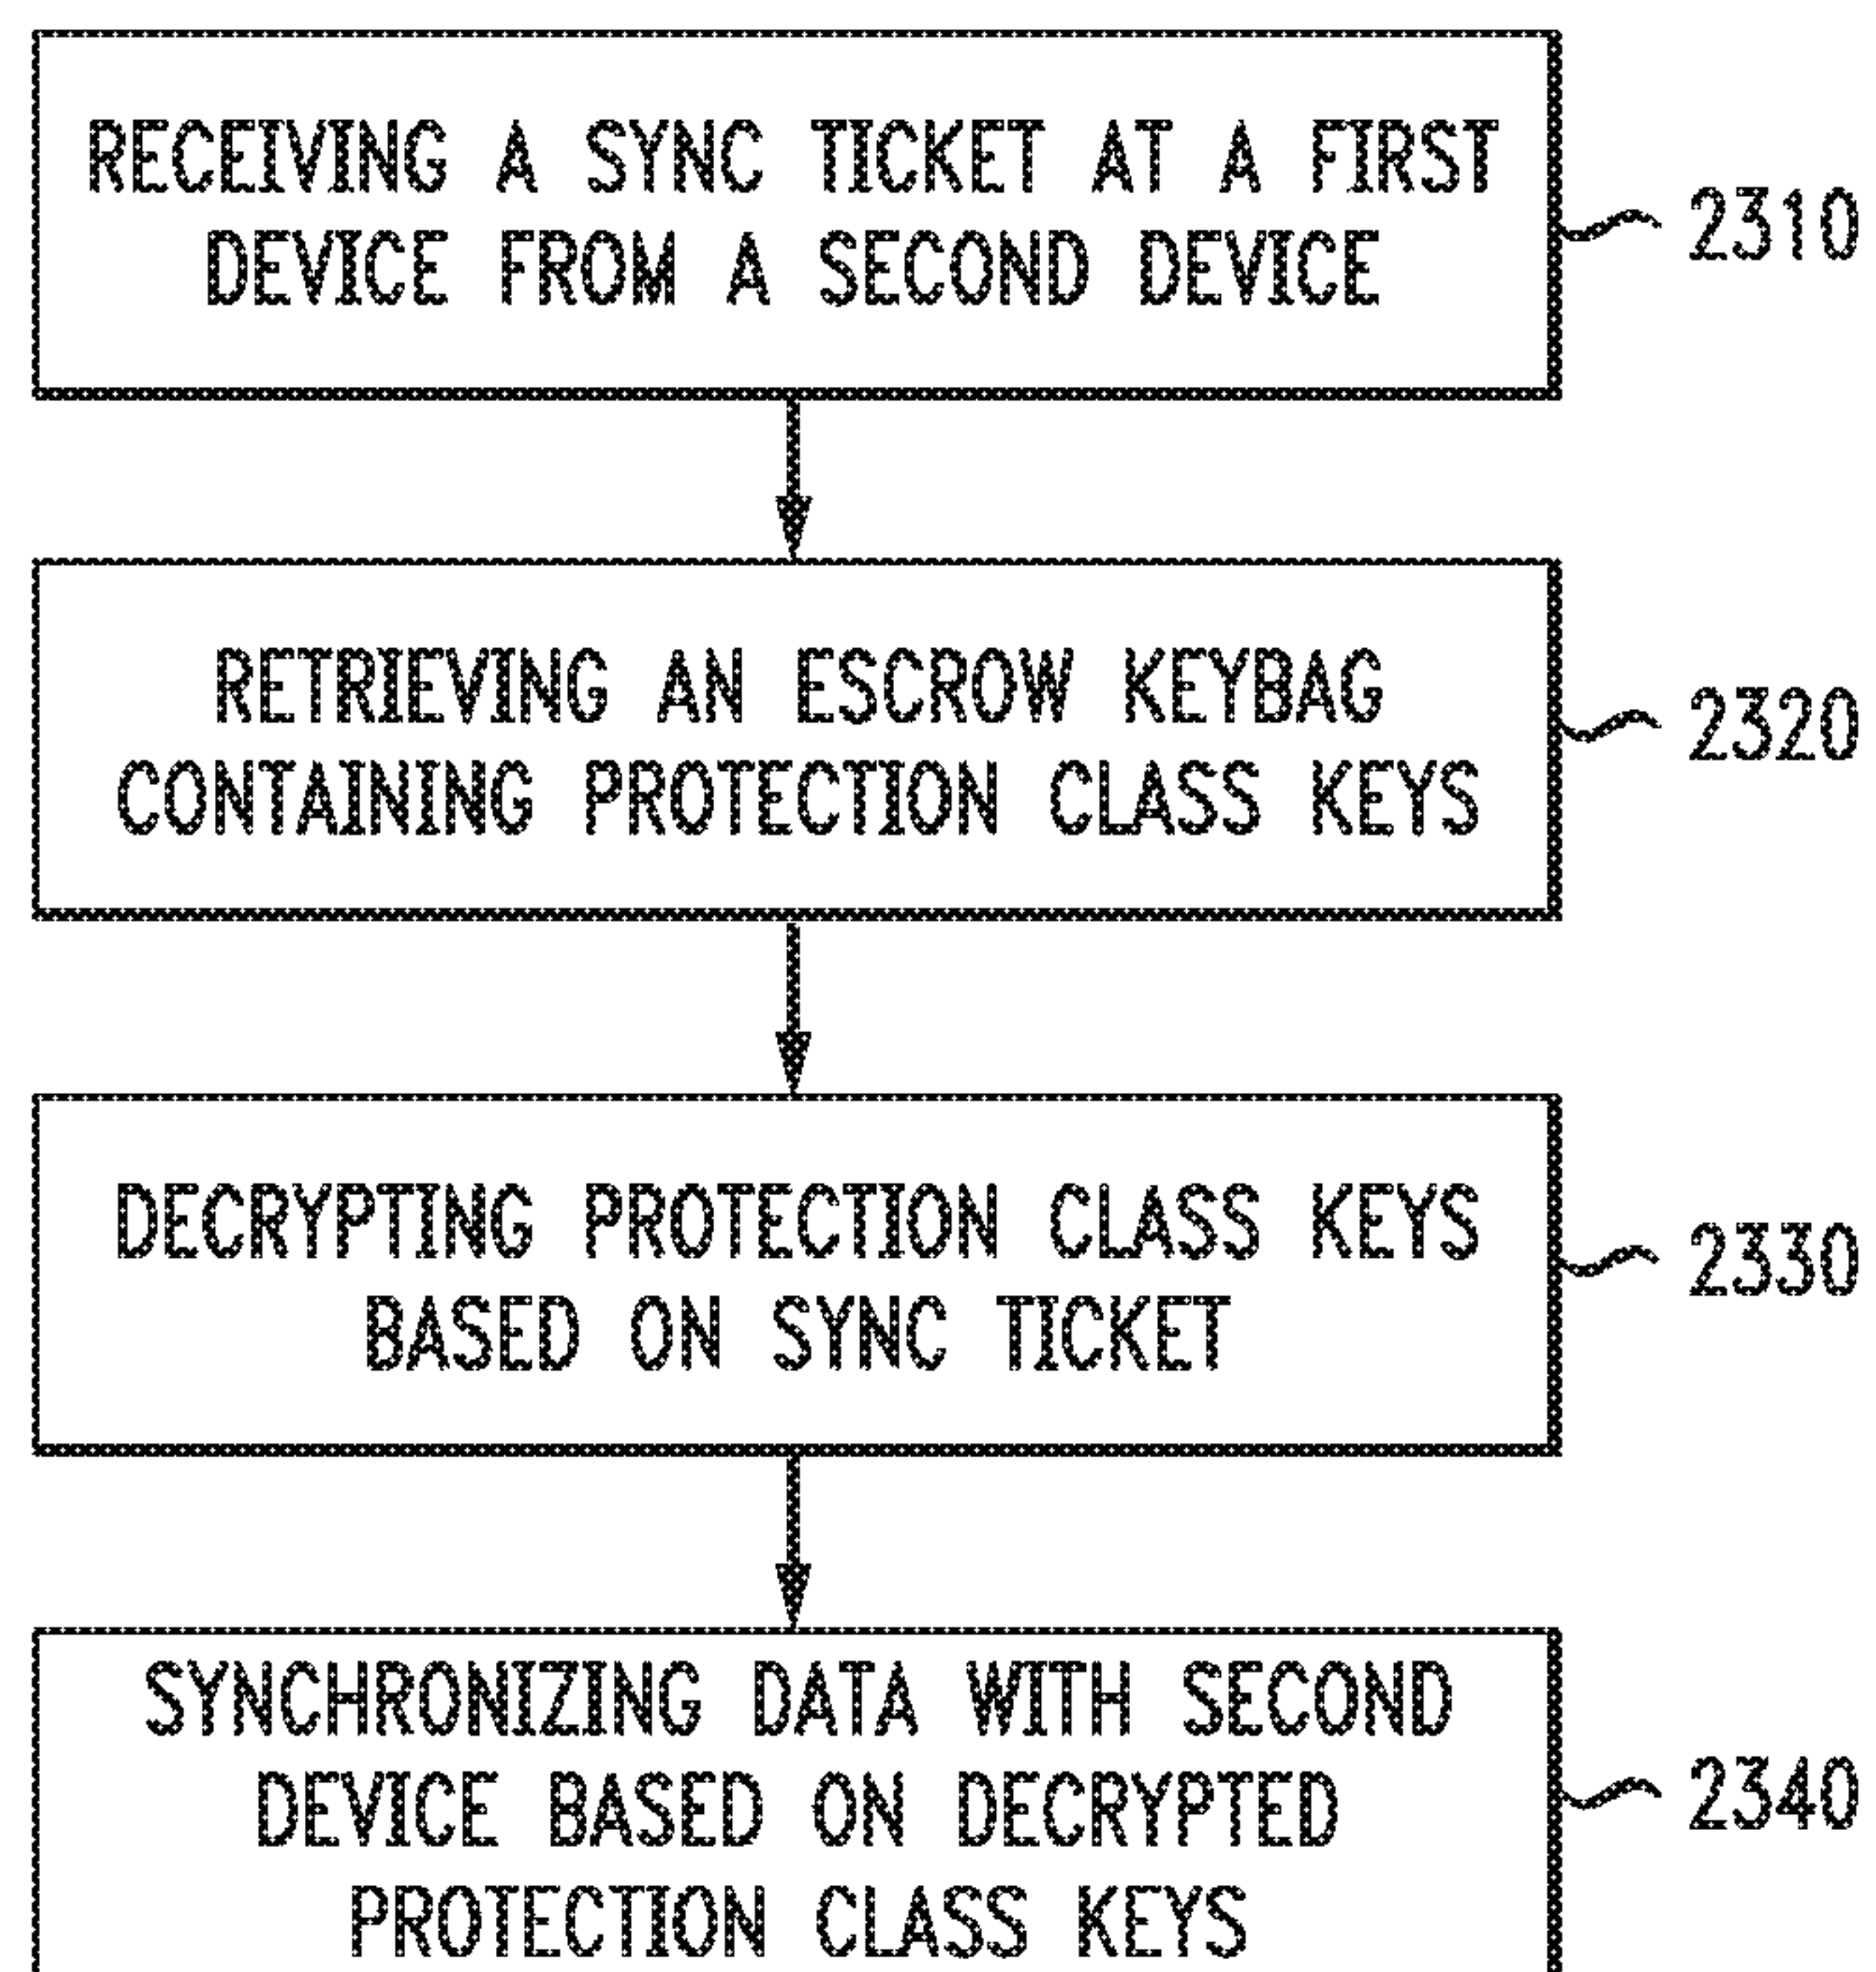 RECEIVING A SYNC TICKET AT A FIRST
DEVICE FROM A SECOND DEVICE
2310
RETRIEVING AN ESCROW KEYBAG
CONTAINING PROTECTION CLASS KEYS
2320
DECRYPTING PROTECTION CLASS KEYS
BASED ON SYNC TICKET
2330
SYNCHRONIZING DATA WITH SECOND
DEVICE BASED ON DECRYPTED
PROTECTION CLASS KEYS
2340